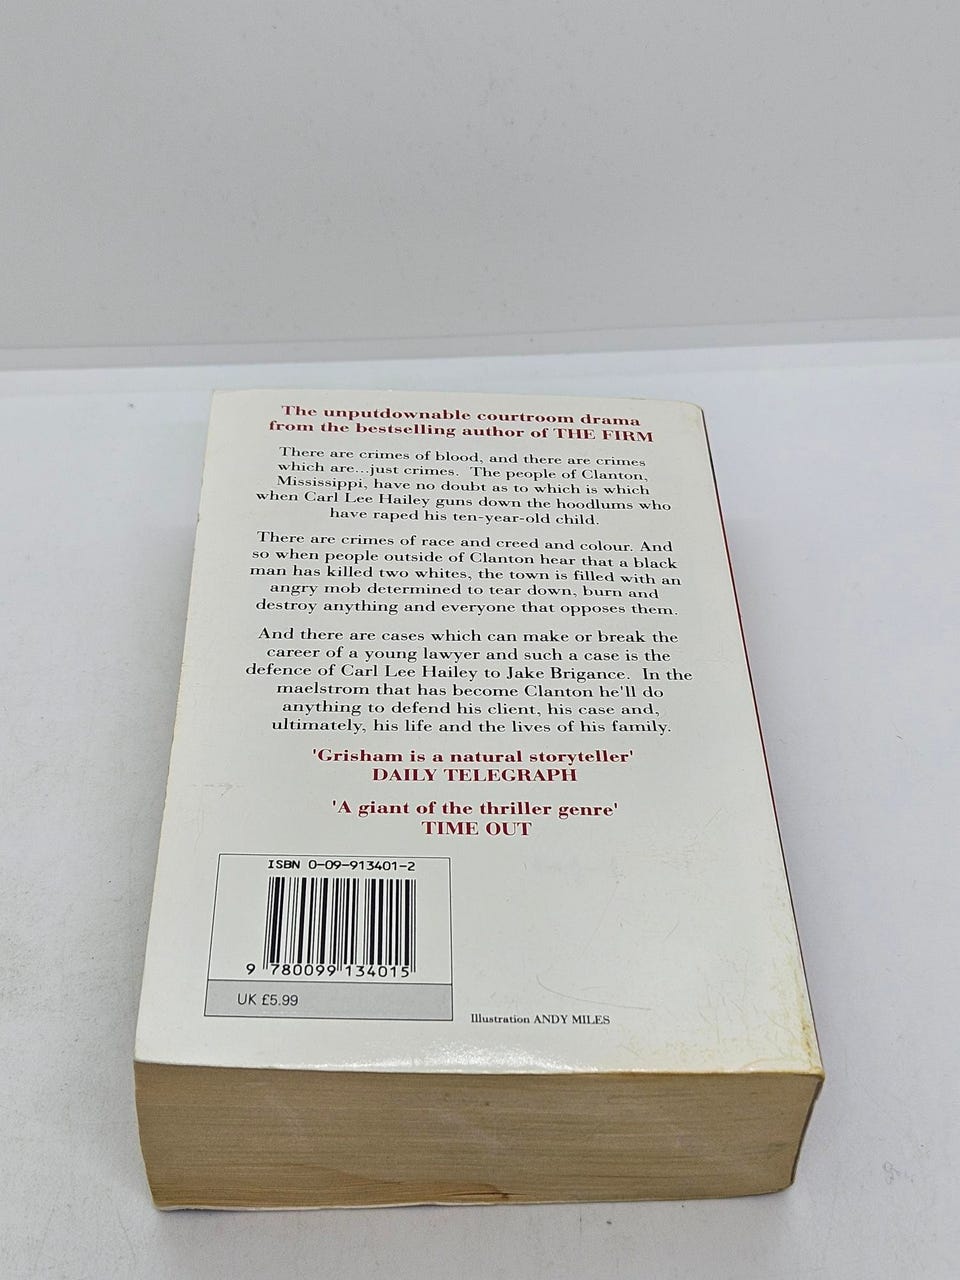 The unputdownable courtroom drama
from the bestselling author of THE FIRM
There are crimes of blood, and there are crimes
which are...just crimes. The people of Clanton,
Mississippi, have no doubt as to which is which
when Carl Lee Hailey guns down the hoodlums who
have raped his ten-year-old child.
There are crimes of race and creed and colour. And
so when people outside of Clanton hear that a black
man has killed two whites, the town is filled with an
angry mob determined to tear down, burn and
destroy anything and everyone that opposes them.
And there are cases which can make or break the
career of a young lawyer and such a case is the
defence of Carl Lee Hailey to Jake Brigance. In the
maelstrom that has become Clanton he'll do
anything to defend his client, his case and,
ultimately, his life and the lives of his family.
'Grisham is a natural storyteller'
DAILY TELEGRAPH
'A giant of the thriller genre'
TIME OUT
ISBN 0-09-913401-2
9 780099 134015
UK £5.99
Illustration ANDY MILES